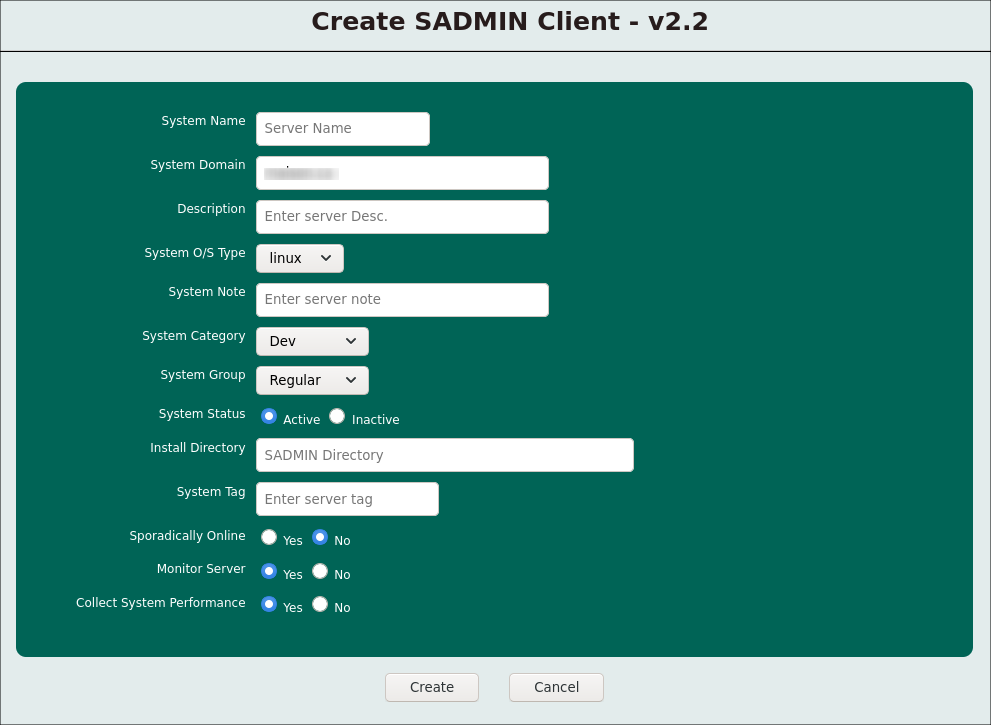 Create SADMIN Client - v2.2
System Name Server Name
System Domain
Description Enter server Desc.
System O/S Type linux
System Note Enter server note
System Category Dev
System Group Regular
System Status Active Inactive
Install Directory SADMIN Directory
System Tag Enter server tag
Sporadically Online Yes No
Monitor Server Yes No
Collect System Performance Yes No
Create Cancel